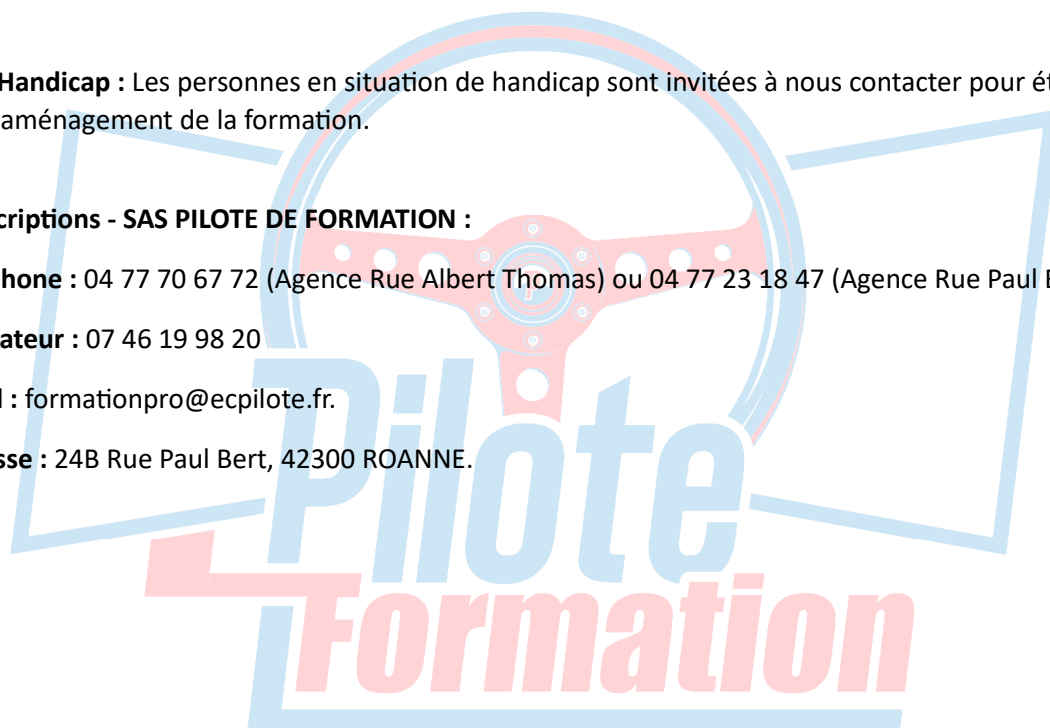 Handicap : Les personnes en situation de handicap sont invitées à nous contacter pour ét
aménagement de la formation.
criptions - SAS PILOTE DE FORMATION :
hone : 04 77 70 67 72 (Agence Rue Albert Thomas) ou 04 77 23 18 47 (Agence Rue Paul B
ateur : 07 46 19 98 20
l : formationpro@ecpilote.fr.
sse : 24B Rue Paul Bert, 42300 ROANNE.
Pilote
Formation